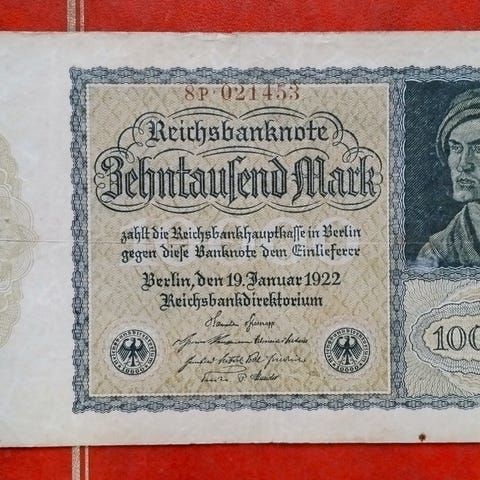 8P 021453
Reichsbanknote
Zehntausend Mark
zahlt die Reichsbankhauptkasse in Berlin
gegen diese Banknote dem Einlieferer
Berlin, den 19. Januar 1922
Reichsbankdirektorium
100